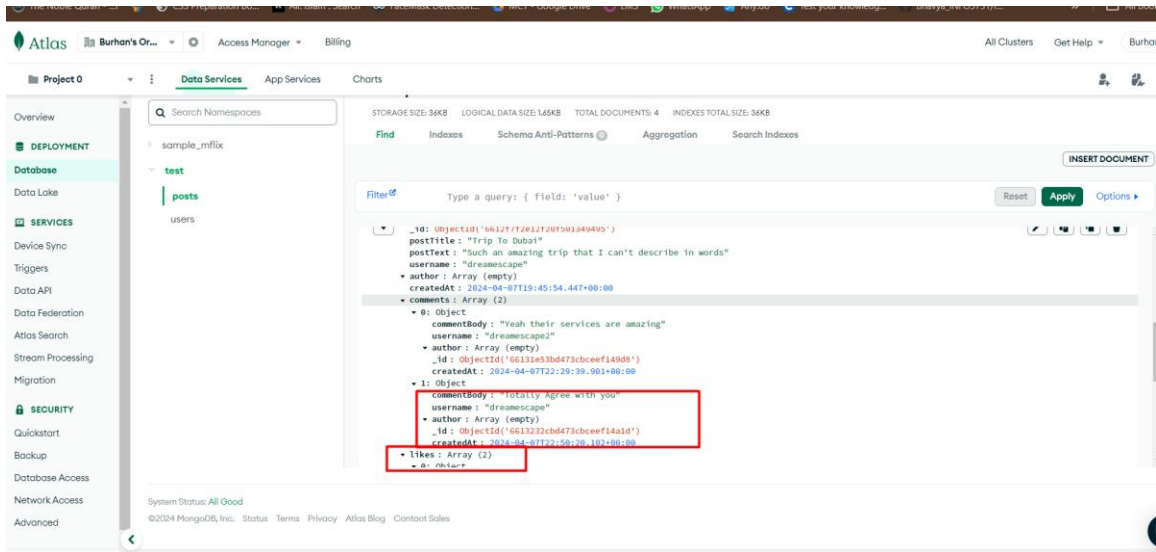 WhatsApp
Atlas
Burhan's Or...
Access Manager
Billing
All Clusters
Get Help
Project 0
Data Services
App Services
Charts
Overview
DEPLOYMENT
Database
Data Lake
SERVICES
Device Sync
Triggers
Data API
Data Federation
Atlas Search
Stream Processing
Migration
SECURITY
Quickstart
Backup
Database Access
Network Access
Advanced
Search Namespaces
sample_mflix
test
posts
users
STORAGE SIZE: 36KB LOGICAL DATA SIZE: 1.65KB TOTAL DOCUMENTS: 4 INDEXES TOTAL SIZE: 36KB
Find Indexes Schema Anti-Patterns 0 Aggregation Search Indexes
INSERT DOCUMENT
Filter Type a query: { field: 'value' } Reset Apply Options
postTitle : "Trip To Dubai"
postText : "Such an amazing trip that I can't describe in words"
username : "dreamescape"
author : Array (empty)
createdAt : 2024-04-07T19:45:54.447+00:00
comments : Array (2)
0: Object
commentBody : "Yeah their services are amazing"
username : "dreamescape2"
author : Array (empty)
_id : ObjectId('66131e53bd473cbceef149d8')
createdAt : 2024-04-07T22:29:39.901+00:00
1: Object
commentBody : "Totally Agree with you"
username : "dreamescape"
author : Array (empty)
_id : ObjectId('6613232cbd473cbceef14a1d')
createdAt : 2024-04-07T22:50:20.102+00:00
likes : Array (2)
0: Object
System Status: All Good
©2024 MongoDB, Inc. Status Terms Privacy Atlas Blog Contact Sales